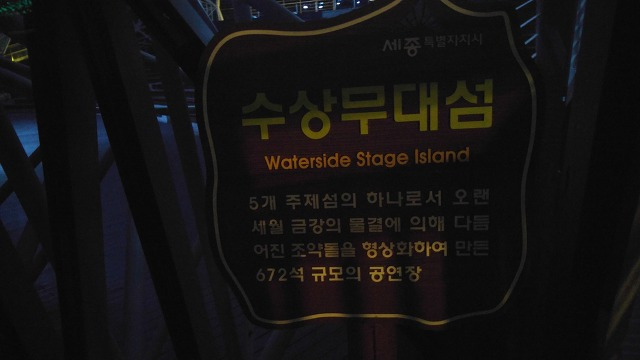 세종특별자치시
수상무대섬
Waterside Stage Island
5개 주제섬의 하나로서 오랜
세월 금강의 물결에 의해 다듬
어진 조약돌을 형상화하여 만든
672석 규모의 공연장